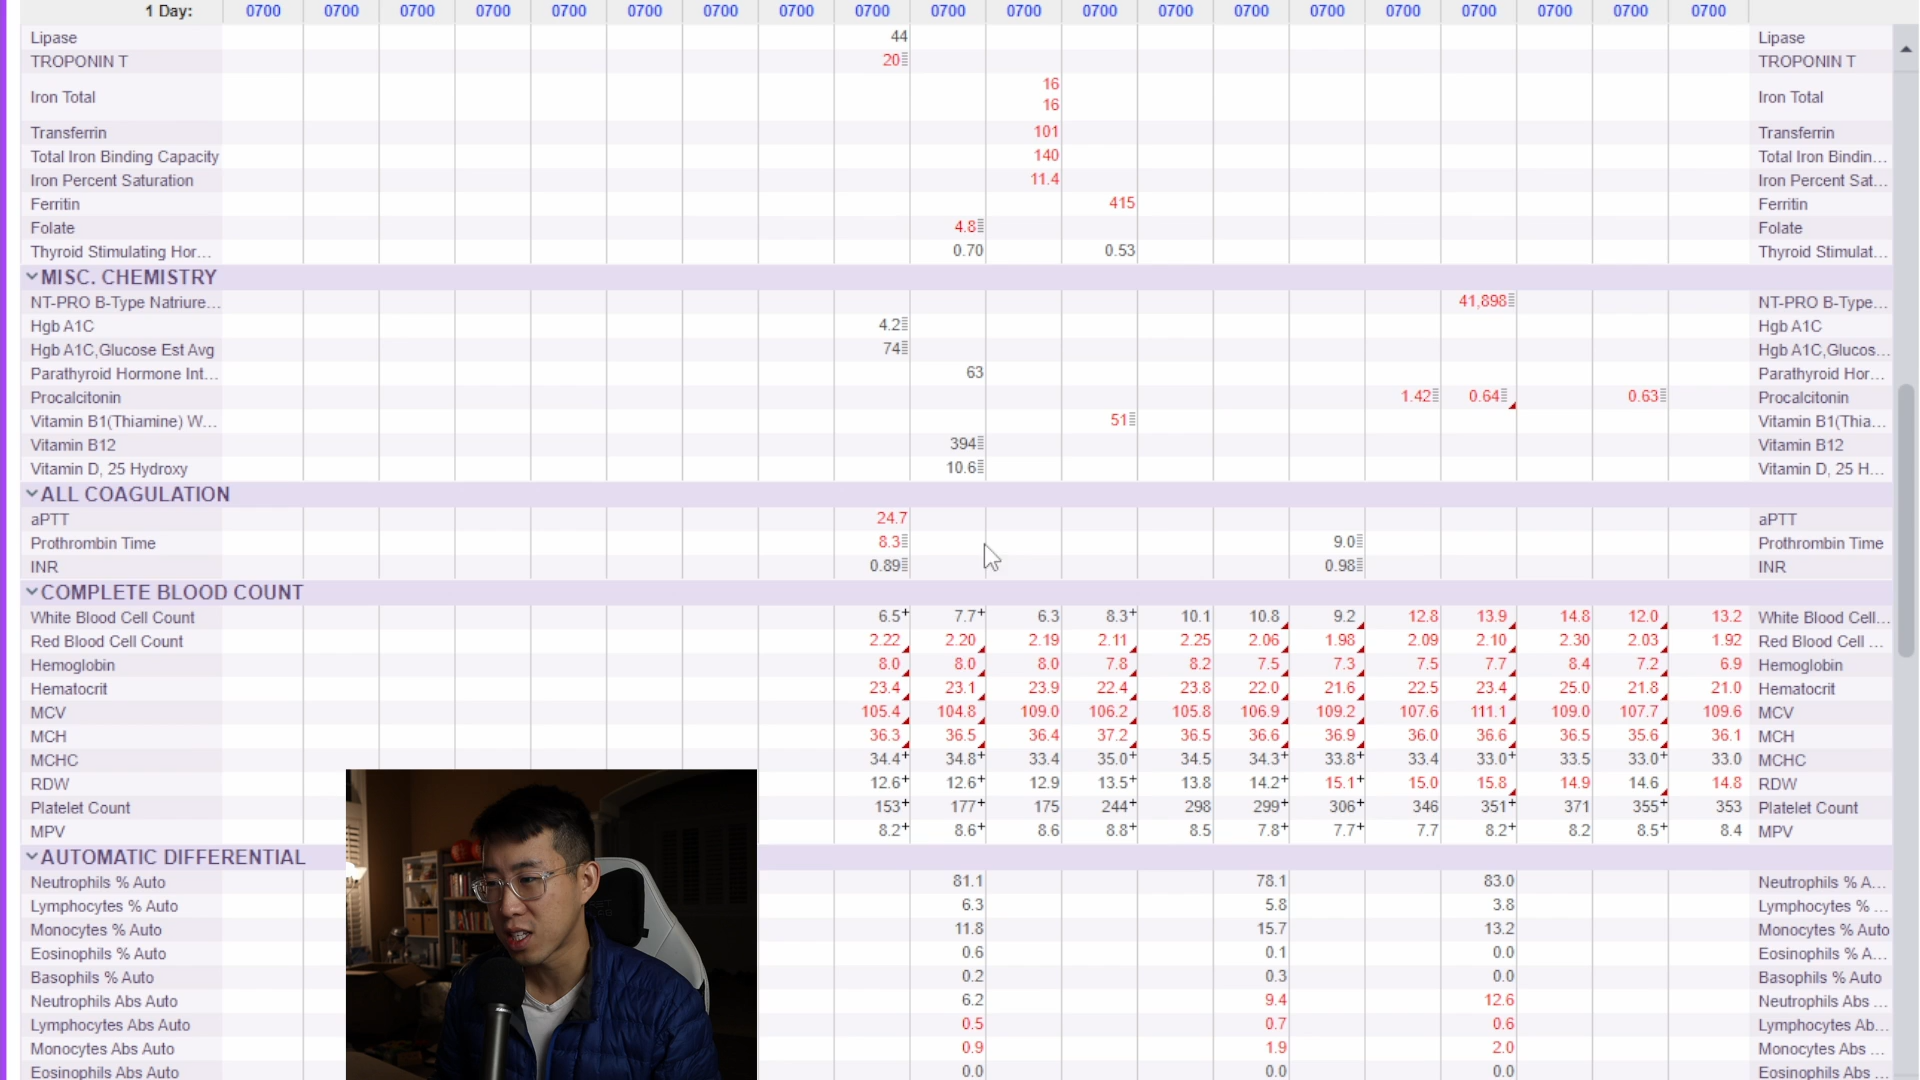 1 Day: 0700 0700 0700 0700 0700 0700 0700 0700 0700 0700 0700 0700 0700 0700 0700 0700 0700 0700 0700 0700
Lipase 44 Lipase
TROPONIN T 20 TROPONIN T
Iron Total 16 16 Iron Total
Transferrin 101 Transferrin
Total Iron Binding Capacity 140 Total Iron Bindin...
Iron Percent Saturation 11.4 Iron Percent Sat...
Ferritin 415 Ferritin
Folate 4.8 Folate
Thyroid Stimulating Hor... 0.70 0.53 Thyroid Stimulat...
MISC. CHEMISTRY
NT-PRO B-Type Natriure... 41,898 NT-PRO B-Type...
Hgb A1C 4.2 Hgb A1C
Hgb A1C,Glucose Est Avg 74 Hgb A1C,Glucos...
Parathyroid Hormone Int... 63 Parathyroid Hor...
Procalcitonin 1.42 0.64 0.63 Procalcitonin
Vitamin B1(Thiamine) W... 51 Vitamin B1(Thia...
Vitamin B12 394 Vitamin B12
Vitamin D, 25 Hydroxy 10.6 Vitamin D, 25 H...
ALL COAGULATION
aPTT 24.7 aPTT
Prothrombin Time 8.3 9.0 Prothrombin Time
INR 0.89 0.98 INR
COMPLETE BLOOD COUNT
White Blood Cell Count 6.5+ 7.7+ 6.3 8.3+ 10.1 10.8 9.2 12.8 13.9 14.8 12.0 13.2 White Blood Cell...
Red Blood Cell Count 2.22 2.20 2.19 2.11 2.25 2.06 1.98 2.09 2.10 2.30 2.03 1.92 Red Blood Cell ...
Hemoglobin 8.0 8.0 8.0 7.8 8.2 7.5 7.3 7.5 7.7 8.4 7.2 6.9 Hemoglobin
Hematocrit 23.4 23.1 23.9 22.4 23.8 22.0 21.6 22.5 23.4 25.0 21.8 21.0 Hematocrit
MCV 105.4 104.8 109.0 106.2 105.8 106.9 109.2 107.6 111.1 109.0 107.7 109.6 MCV
MCH 36.3 36.5 36.4 37.2 36.5 36.6 36.9 36.0 36.6 36.5 35.6 36.1 MCH
MCHC 34.4+ 34.8+ 33.4 35.0+ 34.5 34.3+ 33.8+ 33.4 33.0+ 33.5 33.0+ 33.0 MCHC
RDW 12.6+ 12.6+ 12.9 13.5+ 13.8 14.2+ 15.1+ 15.0 15.8 14.9 14.6 14.8 RDW
Platelet Count 153+ 177+ 175 244+ 298 299+ 306+ 346 351+ 371 355+ 353 Platelet Count
MPV 8.2+ 8.6+ 8.6 8.8+ 8.5 7.8+ 7.7+ 7.7 8.2+ 8.2 8.5+ 8.4 MPV
AUTOMATIC DIFFERENTIAL
Neutrophils % Auto 81.1 78.1 83.0 Neutrophils % A...
Lymphocytes % Auto 6.3 5.8 3.8 Lymphocytes % ...
Monocytes % Auto 11.8 15.7 13.2 Monocytes % Auto
Eosinophils % Auto 0.6 0.1 0.0 Eosinophils % A...
Basophils % Auto 0.2 0.3 0.0 Basophils % Auto
Neutrophils Abs Auto 6.2 9.4 12.6 Neutrophils Abs ...
Lymphocytes Abs Auto 0.5 0.7 0.6 Lymphocytes Ab...
Monocytes Abs Auto 0.9 1.9 2.0 Monocytes Abs ...
Eosinophils Abs Auto 0.0 0.0 0.0 Eosinophils Abs ...